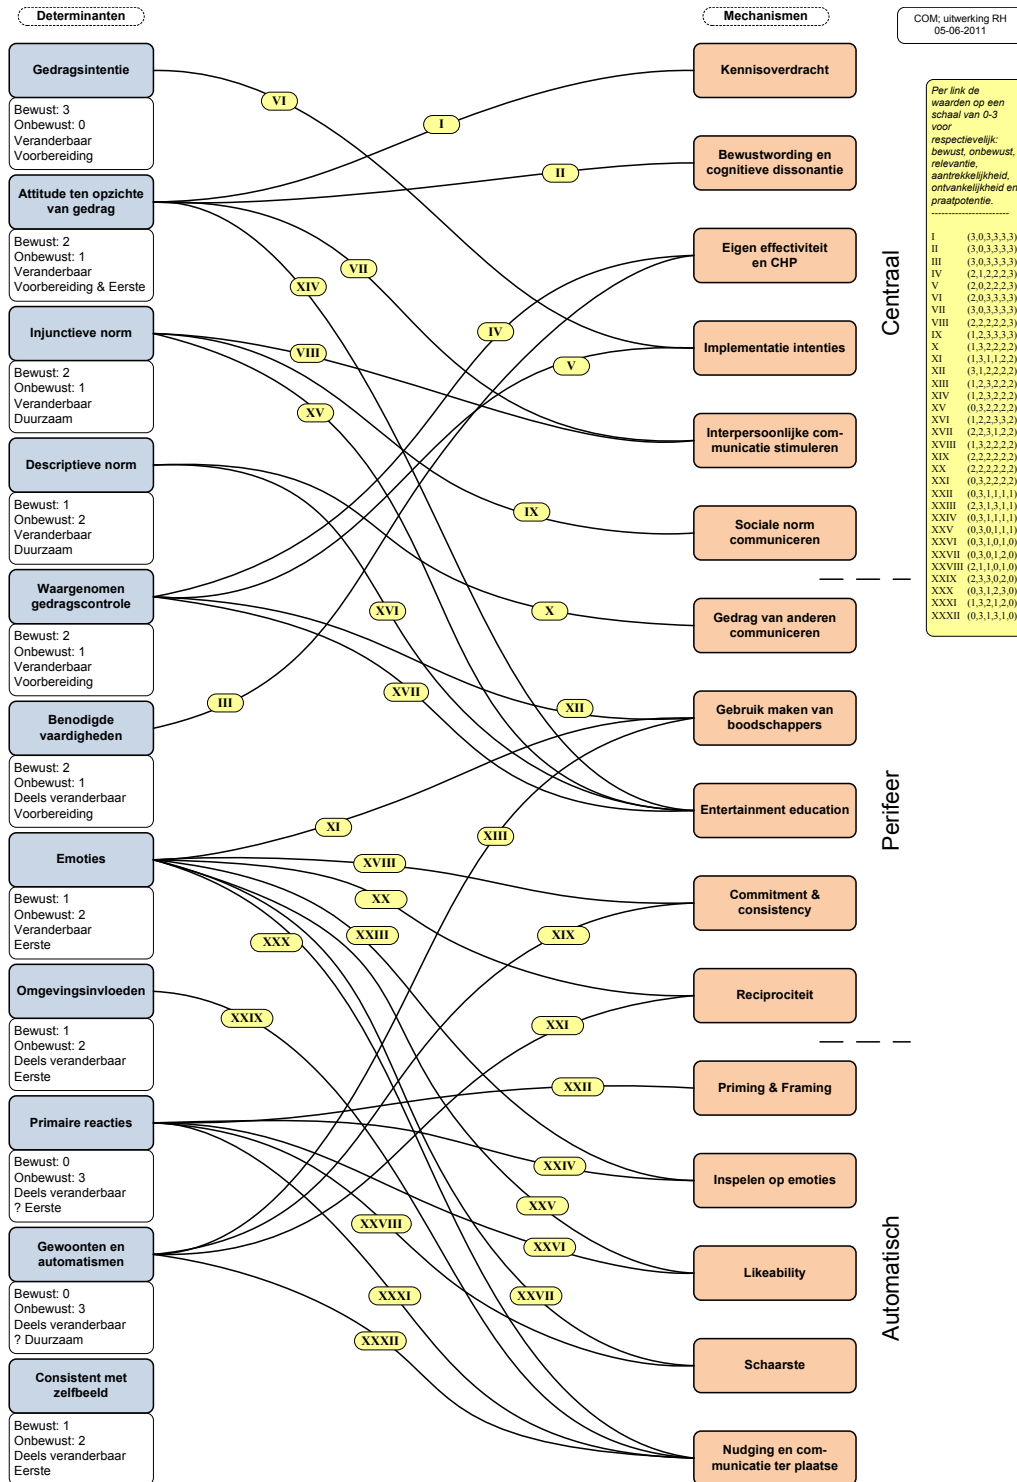 Determinanten
Gedragsintentie
Bewust: 3
Onbewust: 0
Veranderbaar
Voorbereiding
Attitude ten opzichte
van gedrag
Bewust: 2
Onbewust: 1
Veranderbaar
Voorbereiding & Eerste
Injunctieve norm
Bewust: 2
Onbewust: 1
Veranderbaar
Duurzaam
Descriptieve norm
Bewust: 1
Onbewust: 2
Veranderbaar
Duurzaam
Waargenomen
gedragscontrole
Bewust: 2
Onbewust: 1
Veranderbaar
Voorbereiding
Benodigde
vaardigheden
Bewust: 2
Onbewust: 1
Deels veranderbaar
Voorbereiding
Emoties
Bewust: 1
Onbewust: 2
Veranderbaar
Eerste
Omgevingsinvloeden
Bewust: 1
Onbewust: 2
Deels veranderbaar
Eerste
Primaire reacties
Bewust: 0
Onbewust: 3
Deels veranderbaar
? Eerste
Gewoonten en
automatismen
Bewust: 0
Onbewust: 3
Deels veranderbaar
? Duurzaam
Consistent met
zelfbeeld
Bewust: 1
Onbewust: 2
Deels veranderbaar
Eerste
VI
I
II
VII
XIV
IV
VIII
V
XV
IX
XVI
X
XVII
III
XII
XI
XIII
XVIII
XX
XXIII
XXX
XIX
XXIX
XXI
XXII
XXIV
XXV
XXVIII
XXVI
XXXI
XXVII
XXXII
Mechanismen
Kennisoverdracht
Bewustwording en
cognitieve dissonantie
Eigen effectiviteit
en CHP
Implementatie intenties
Interpersoonlijke com-
municatie stimuleren
Sociale norm
communiceren
Gedrag van anderen
communiceren
Gebruik maken van
boodschappers
Entertainment education
Commitment &
consistency
Reciprociteit
Priming & Framing
Inspelen op emoties
Likeability
Schaarste
Nudging en com-
municatie ter plaatse
Centraal
Perifeer
Automatisch
COM; uitwerking RH
05-06-2011
Per link de
waarden op een
schaal van 0-3
voor
respectievelijk:
bewust, onbewust,
relevantie,
aantrekkelijkheid,
ontvankelijkheid en
praatpotentie.
-----------------------
I (3,0,3,3,3,3)
II (3,0,3,3,3,3)
III (3,0,3,3,3,3)
IV (2,1,2,2,2,3)
V (2,0,2,2,2,3)
VI (2,0,3,3,3,3)
VII (3,0,3,3,3,3)
VIII (2,2,2,2,2,3)
IX (1,2,3,3,3,3)
X (1,3,2,2,2,2)
XI (1,3,1,1,2,2)
XII (3,1,2,2,2,2)
XIII (1,2,3,2,2,2)
XIV (1,2,3,2,2,2)
XV (0,3,2,2,2,2)
XVI (1,2,2,3,3,2)
XVII (2,2,3,1,2,2)
XVIII (1,3,2,2,2,2)
XIX (2,2,2,2,2,2)
XX (2,2,2,2,2,2)
XXI (0,3,2,2,2,2)
XXII (0,3,1,1,1,1)
XXIII (2,3,1,3,1,1)
XXIV (0,3,1,1,1,1)
XXV (0,3,0,1,1,1)
XXVI (0,3,1,0,1,0)
XXVII (0,3,0,1,2,0)
XXVIII (2,1,1,0,1,0)
XXIX (2,3,3,0,2,0)
XXX (0,3,1,2,3,0)
XXXI (1,3,2,1,2,0)
XXXII (0,3,1,3,1,0)